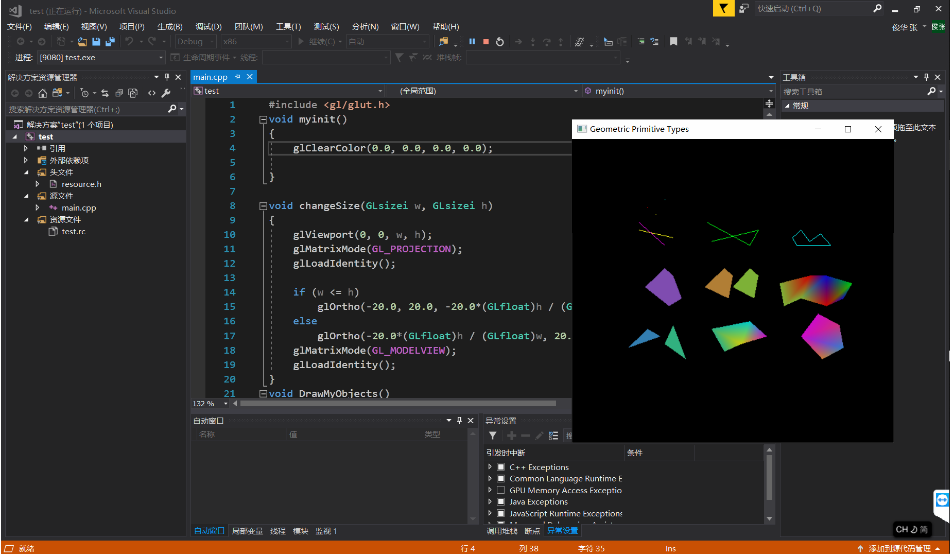 test (正在运行) - Microsoft Visual Studio
快速启动 (Ctrl+Q)
文件(F) 编辑(E) 视图(V) 项目(P) 生成(B) 调试(D) 团队(M) 工具(T) 测试(S) 分析(N) 窗口(W) 帮助(H)
俊华 张
Debug x86 继续(C) 自动
进程: [9080] test.exe 生命周期事件 线程: 堆栈帧:
解决方案资源管理器
搜索解决方案资源管理器(Ctrl+;)
解决方案"test"(1 个项目)
test
引用
外部依赖项
头文件
resource.h
源文件
main.cpp
资源文件
test.rc
main.cpp
test (全局范围) myinit()
1 #include <gl/glut.h>
2 void myinit()
3 {
4 glClearColor(0.0, 0.0, 0.0, 0.0);
5
6 }
7
8 void changeSize(GLsizei w, GLsizei h)
9 {
10 glViewport(0, 0, w, h);
11 glMatrixMode(GL_PROJECTION);
12 glLoadIdentity();
13
14 if (w <= h)
15 glOrtho(-20.0, 20.0, -20.0*(GLfloat)h / (G
16 else
17 glOrtho(-20.0*(GLfloat)h / (GLfloat)w, 20.
18 glMatrixMode(GL_MODELVIEW);
19 glLoadIdentity();
20 }
21 void DrawMyObjects()
132 %
Geometric Primitive Types
工具箱
搜索工具箱
常规
拖至此文本
自动窗口
名称 值 类型
自动窗口 局部变量 线程 模块 监视 1
异常设置
引发时中断 条件
C++ Exceptions
Common Language Runtime E
GPU Memory Access Exceptio
Java Exceptions
JavaScript Runtime Exceptions
调用堆栈 断点 异常设置
CH 简
就绪 行 4 列 38 字符 35 Ins 添加到源代码管理